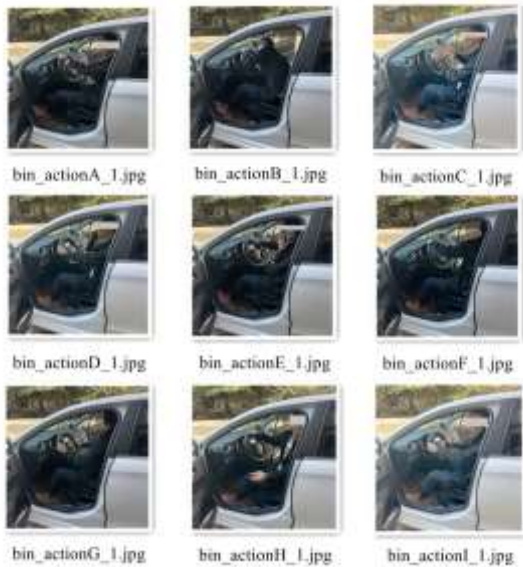 bin_actionA_1.jpg
bin_actionB_1.jpg
bin_actionC_1.jpg
bin_actionD_1.jpg
bin_actionE_1.jpg
bin_actionF_1.jpg
bin_actionG_1.jpg
bin_actionH_1.jpg
bin_actionI_1.jpg